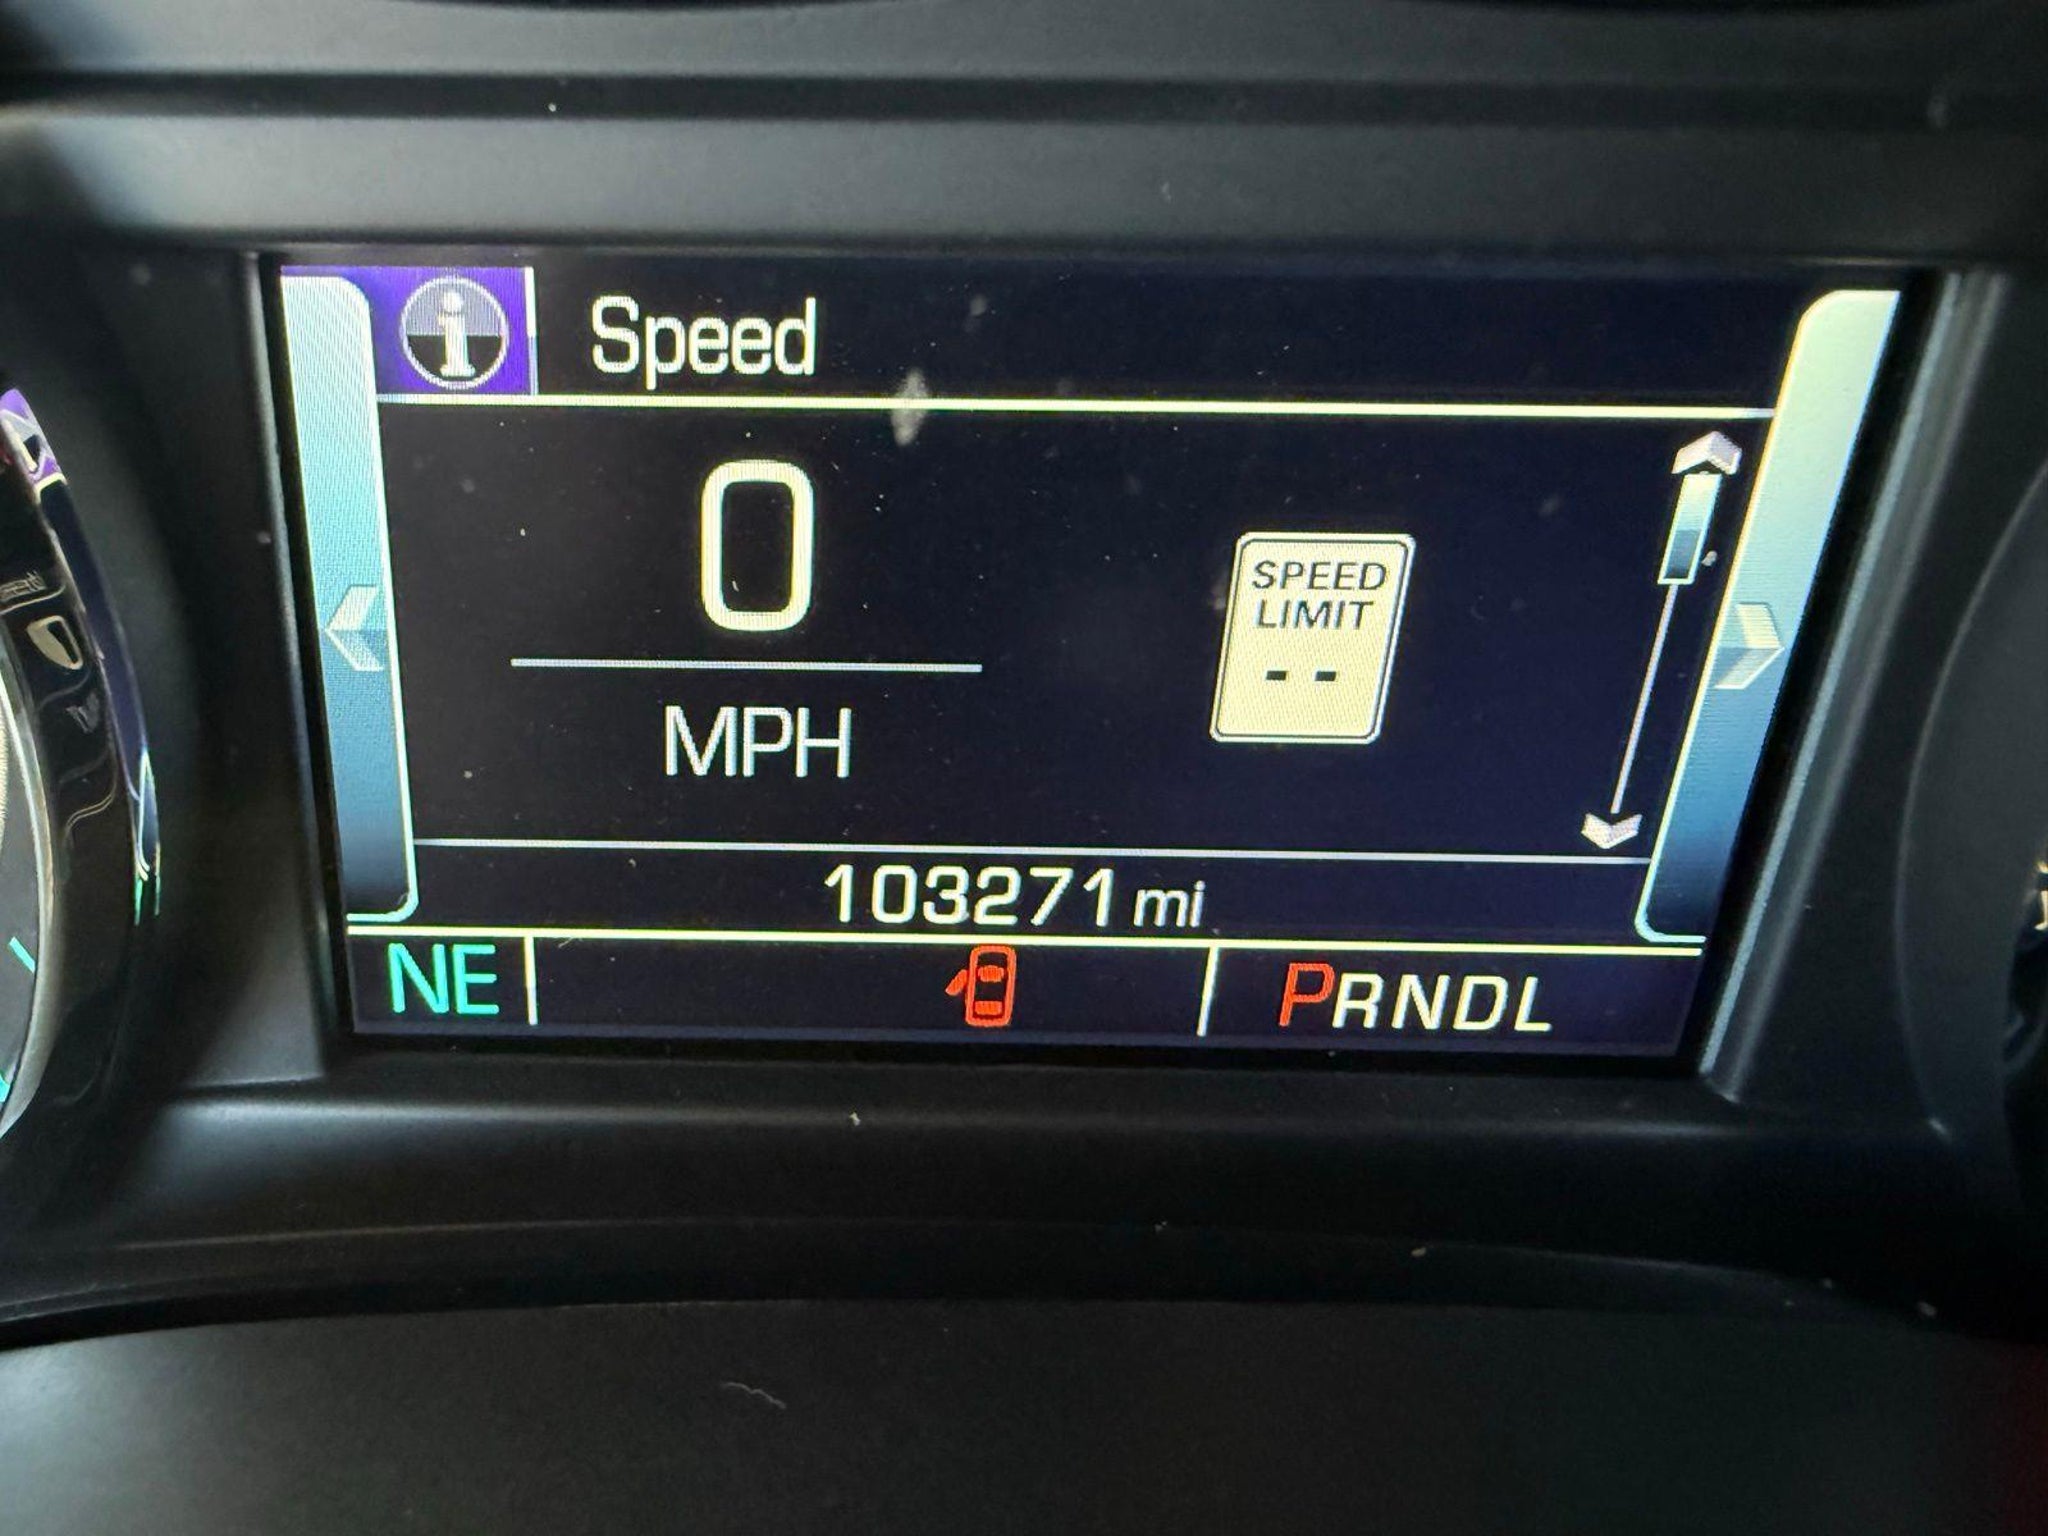 Speed
0
MPH
SPEED
LIMIT
--
103271 mi
NE
PRNDL